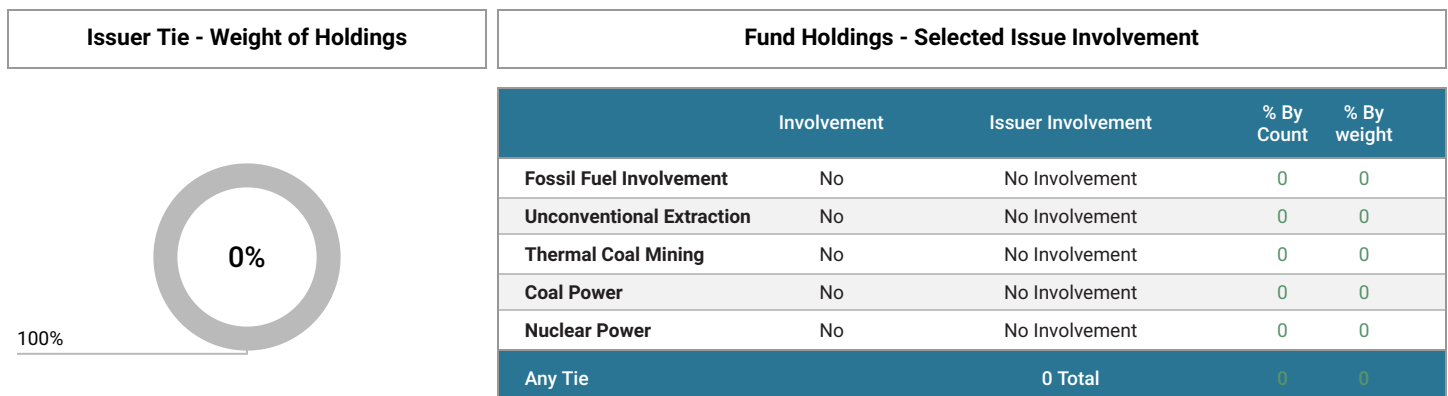 Issuer Tie - Weight of Holdings
0%
100%
Fund Holdings - Selected Issue Involvement
Involvement Issuer Involvement % By Count % By weight
Fossil Fuel Involvement No No Involvement 0 0
Unconventional Extraction No No Involvement 0 0
Thermal Coal Mining No No Involvement 0 0
Coal Power No No Involvement 0 0
Nuclear Power No No Involvement 0 0
Any Tie 0 Total 0 0